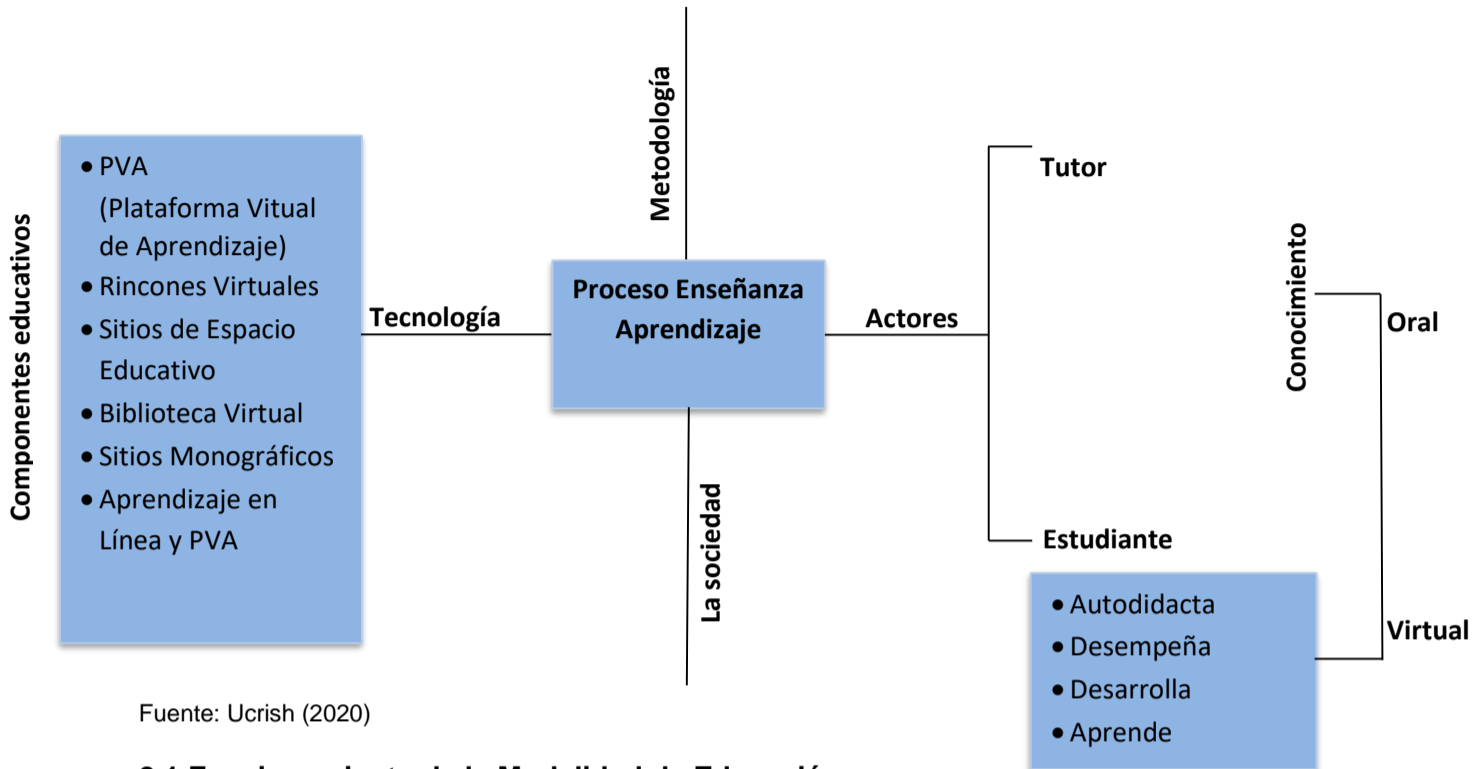 Componentes educativos
• PVA
(Plataforma Vitual
de Aprendizaje)
• Rincones Virtuales
• Sitios de Espacio
Educativo
• Biblioteca Virtual
• Sitios Monográficos
• Aprendizaje en
Línea y PVA
Tecnología
Metodología
Proceso Enseñanza
Aprendizaje
La sociedad
Actores
Tutor
Estudiante
• Autodidacta
• Desempeña
• Desarrolla
• Aprende
Conocimiento
Oral
Virtual
Fuente: Ucrish (2020)